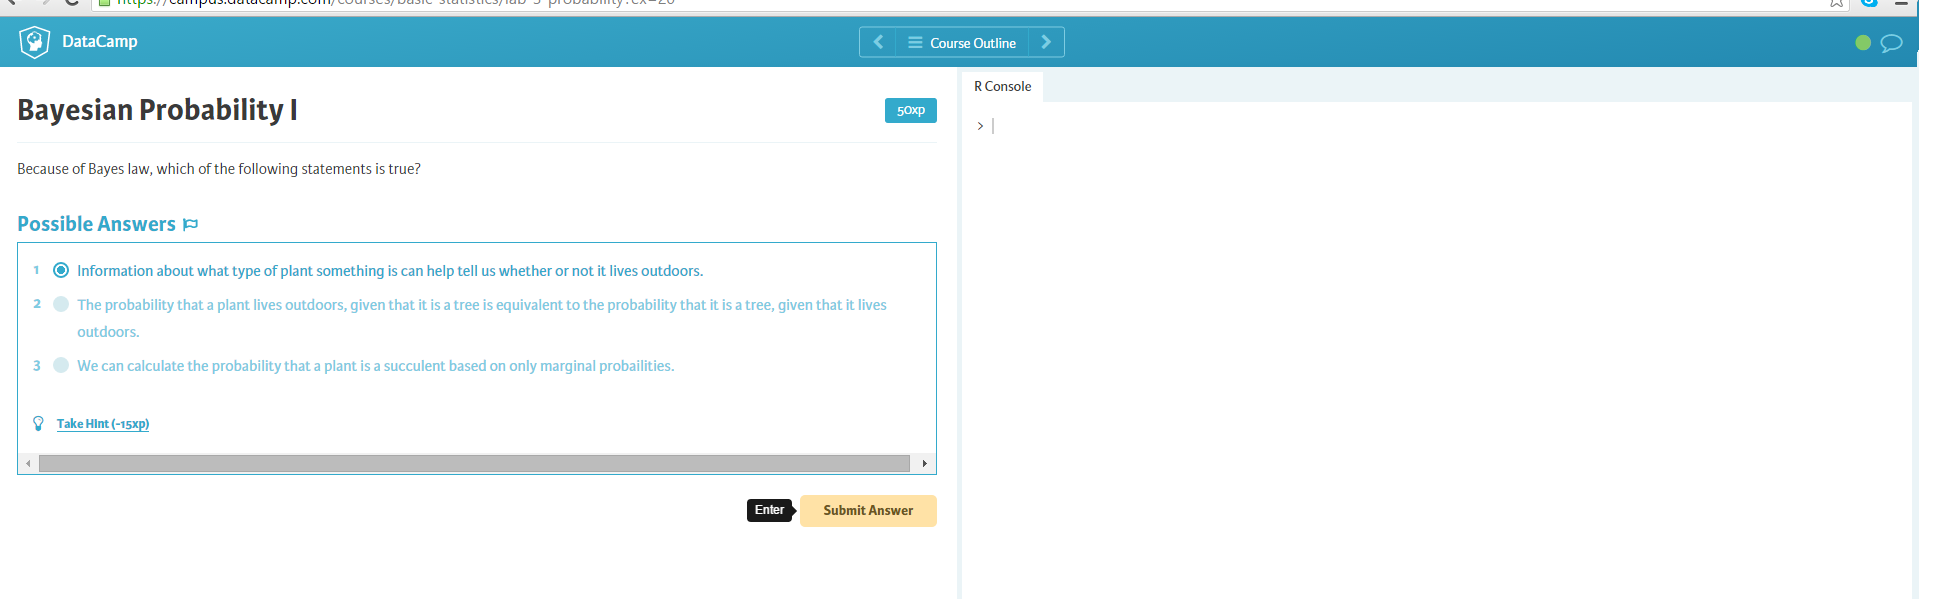 https://campus.datacamp.com/courses/basic-statistics/lab-3-probability?ex=20
DataCamp
Course Outline
Bayesian Probability I
50xp
R Console
>
Because of Bayes law, which of the following statements is true?
Possible Answers
1 Information about what type of plant something is can help tell us whether or not it lives outdoors.
2 The probability that a plant lives outdoors, given that it is a tree is equivalent to the probability that it is a tree, given that it lives
outdoors.
3 We can calculate the probability that a plant is a succulent based on only marginal probailities.
Take Hint (-15xp)
Enter
Submit Answer